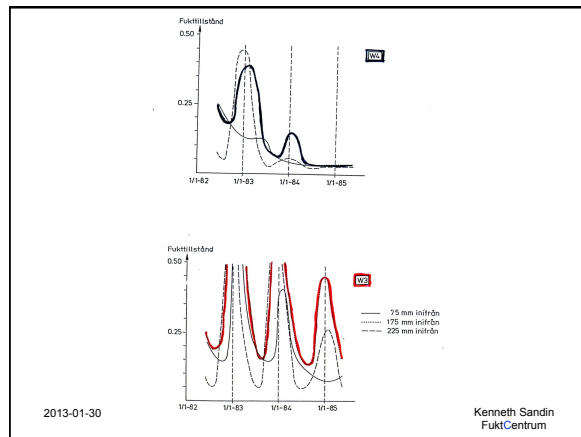 Fukttillstånd
0.50
W4
0.25
1/1-82 1/1-83 1/1-84 1/1-85
Fukttillstånd
0.50
W3
75 mm inifrån
175 mm inifrån
225 mm inifrån
0.25
1/1-82 1/1-83 1/1-84 1/1-85
2013-01-30
Kenneth Sandin
FuktCentrum